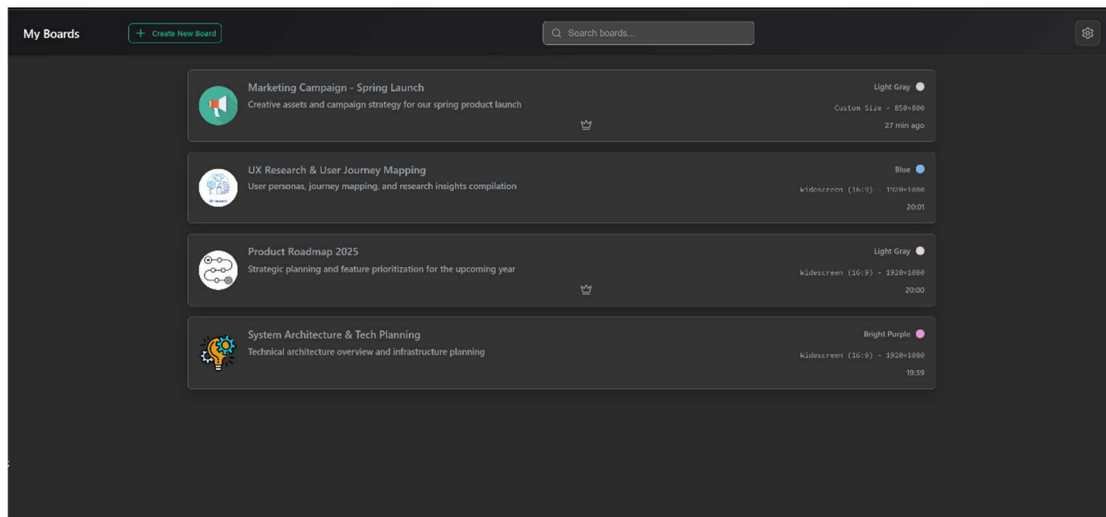 My Boards
Create New Board
Search boards...
Marketing Campaign - Spring Launch
Creative assets and campaign strategy for our spring product launch
Light Gray
Custom Size - 850×800
27 min ago
UX Research & User Journey Mapping
User personas, journey mapping, and research insights compilation
Blue
Widescreen (16:9) - 1920×1080
20:01
Product Roadmap 2025
Strategic planning and feature prioritization for the upcoming year
Light Gray
Widescreen (16:9) - 1920×1080
20:00
System Architecture & Tech Planning
Technical architecture overview and infrastructure planning
Bright Purple
Widescreen (16:9) - 1920×1080
19:59